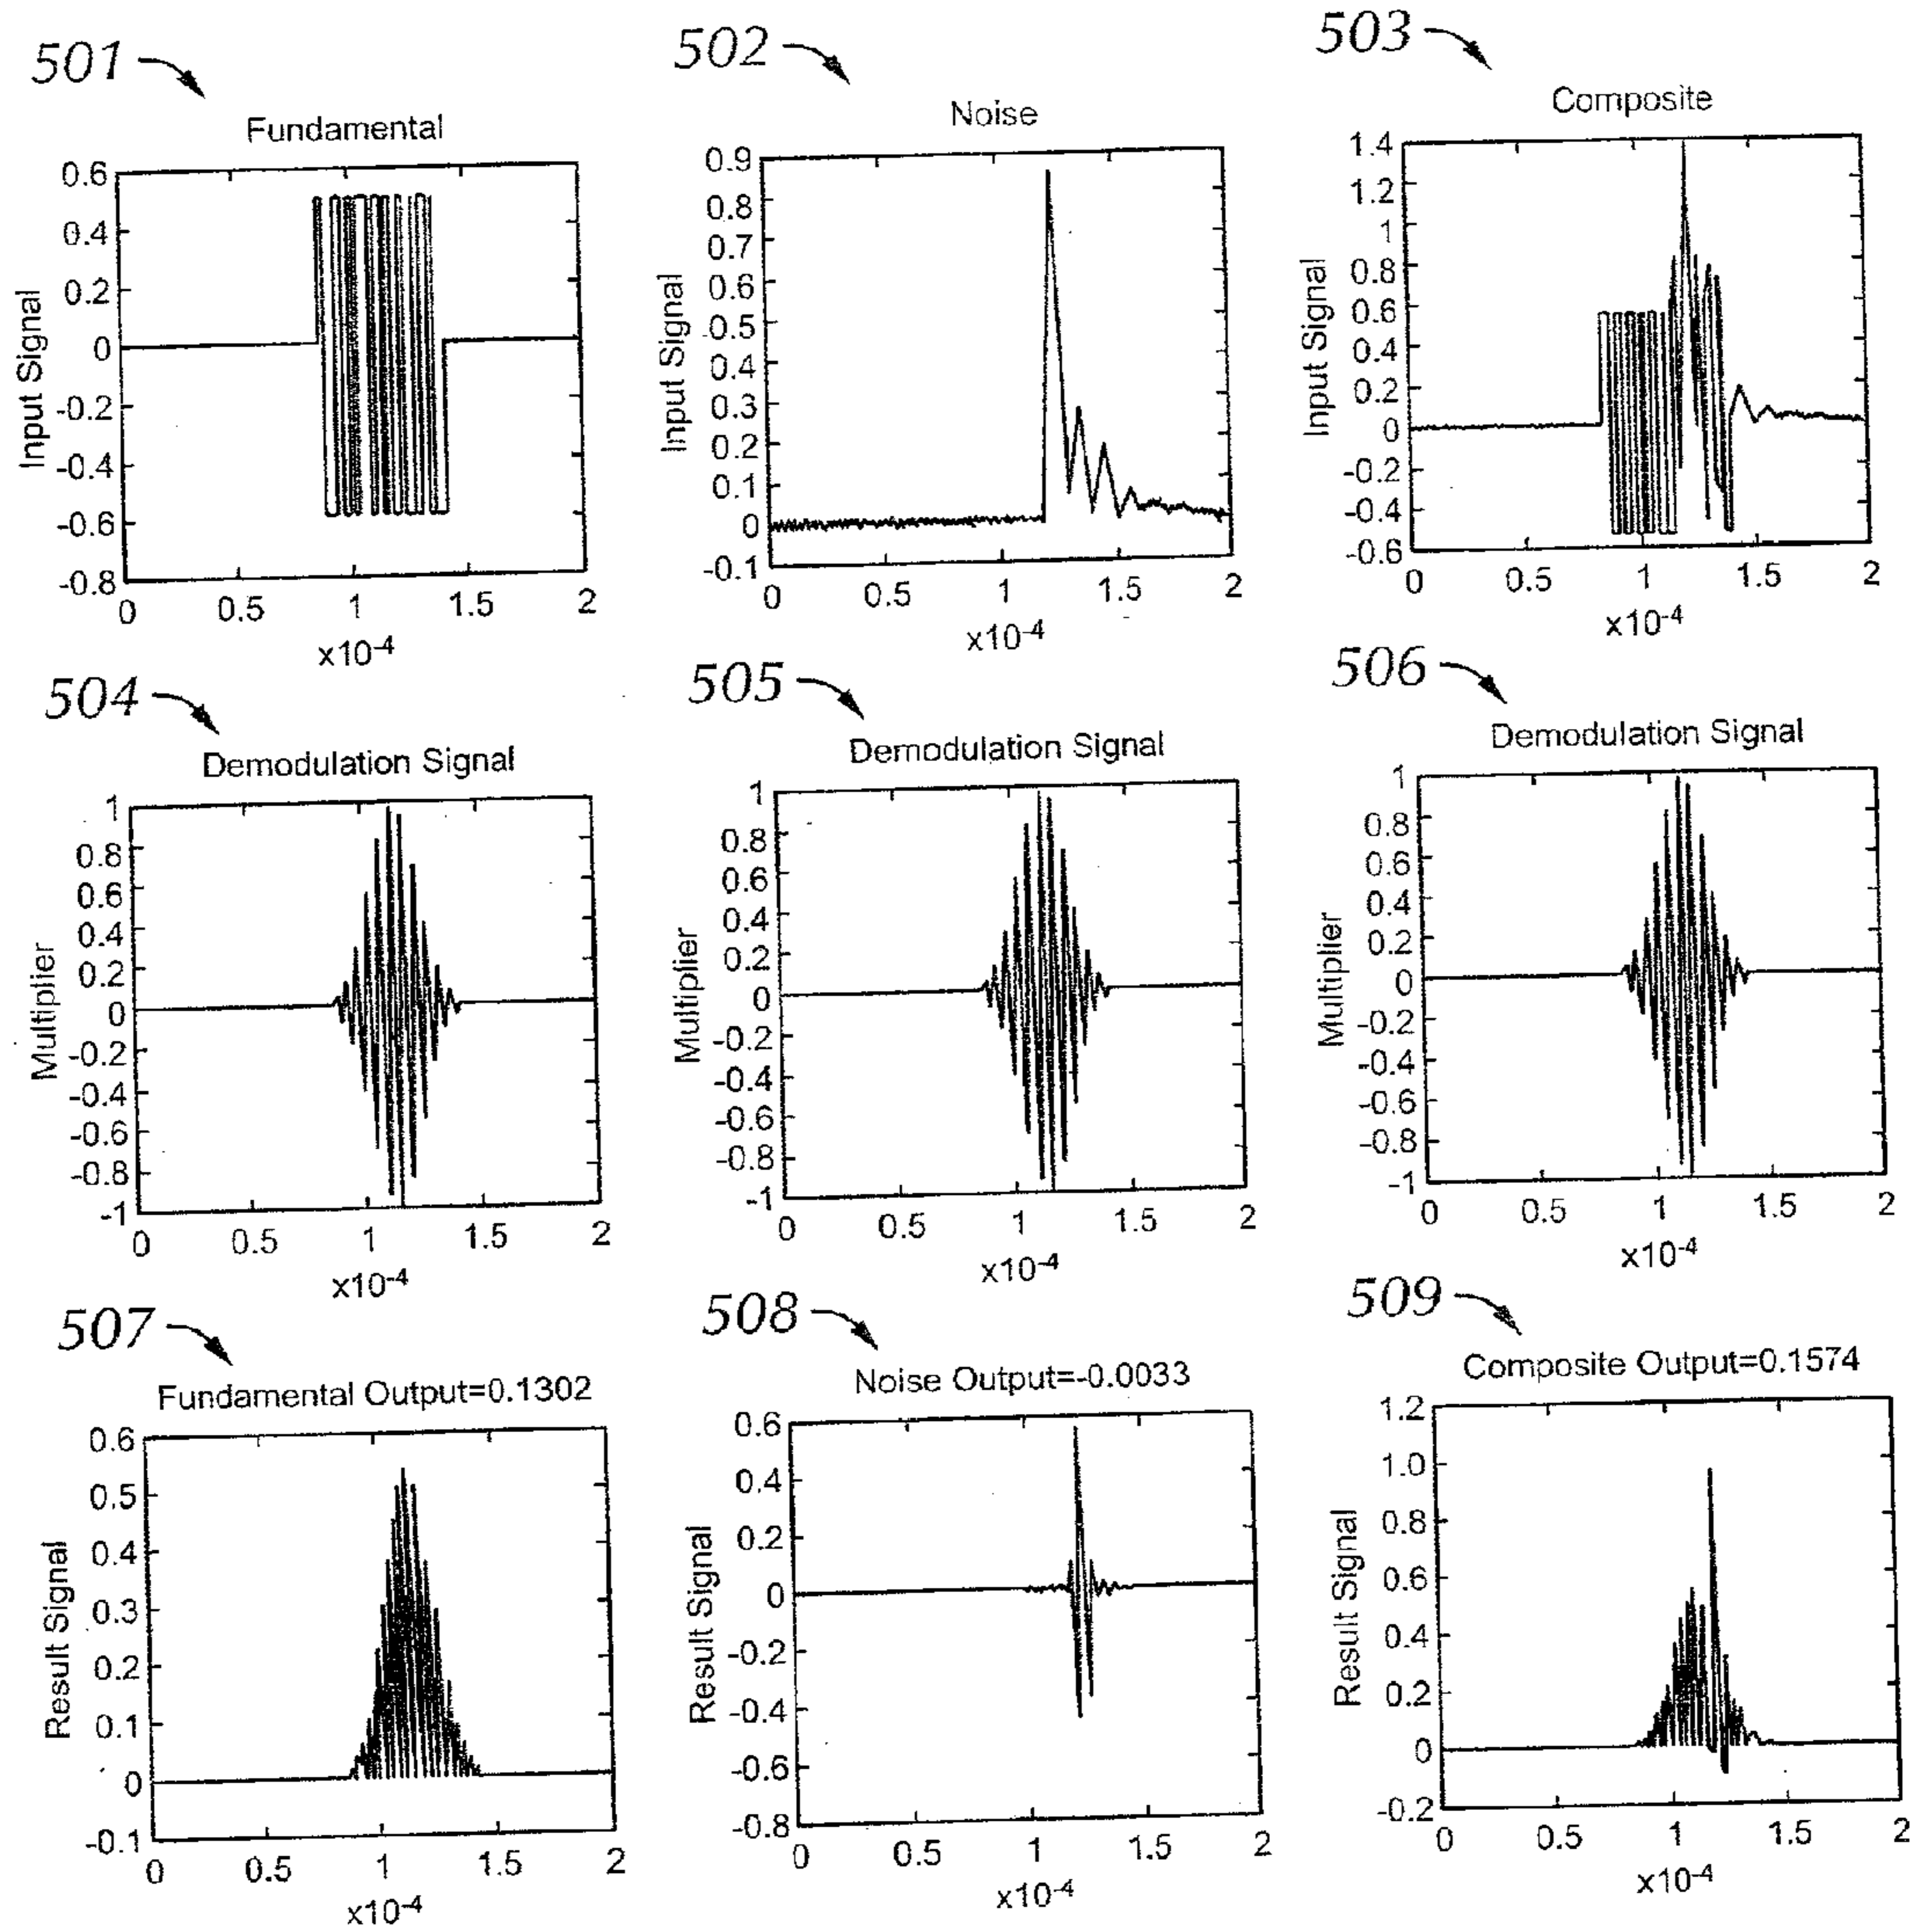 501
Fundamental
0.6
0.4
0.2
0
-0.2
-0.4
-0.6
-0.8
Input Signal
0 0.5 1 1.5 2
x10-4
502
Noise
0.9
0.8
0.7
0.6
0.5
0.4
0.3
0.2
0.1
0
-0.1
Input Signal
0 0.5 1 1.5 2
x10-4
503
Composite
1.4
1.2
1
0.8
0.6
0.4
0.2
0
-0.2
-0.4
-0.6
Input Signal
0 0.5 1 1.5 2
x10-4
504
Demodulation Signal
1
0.8
0.6
0.4
0.2
0
-0.2
-0.4
-0.6
-0.8
-1
Multiplier
0 0.5 1 1.5 2
x10-4
505
Demodulation Signal
1
0.8
0.6
0.4
0.2
0
-0.2
-0.4
-0.6
-0.8
-1
Multiplier
0 0.5 1 1.5 2
x10-4
506
Demodulation Signal
1
0.8
0.6
0.4
0.2
0
-0.2
-0.4
-0.6
-0.8
-1
Multiplier
0 0.5 1 1.5 2
x10-4
507
Fundamental Output=0.1302
0.6
0.5
0.4
0.3
0.2
0.1
0
-0.1
Result Signal
0 0.5 1 1.5 2
x10-4
508
Noise Output=-0.0033
0.6
0.4
0.2
0
-0.2
-0.4
-0.6
-0.8
Result Signal
0 0.5 1 1.5 2
x10-4
509
Composite Output=0.1574
1.2
1.0
0.8
0.6
0.4
0.2
0
-0.2
Result Signal
0 0.5 1 1.5 2
x10-4